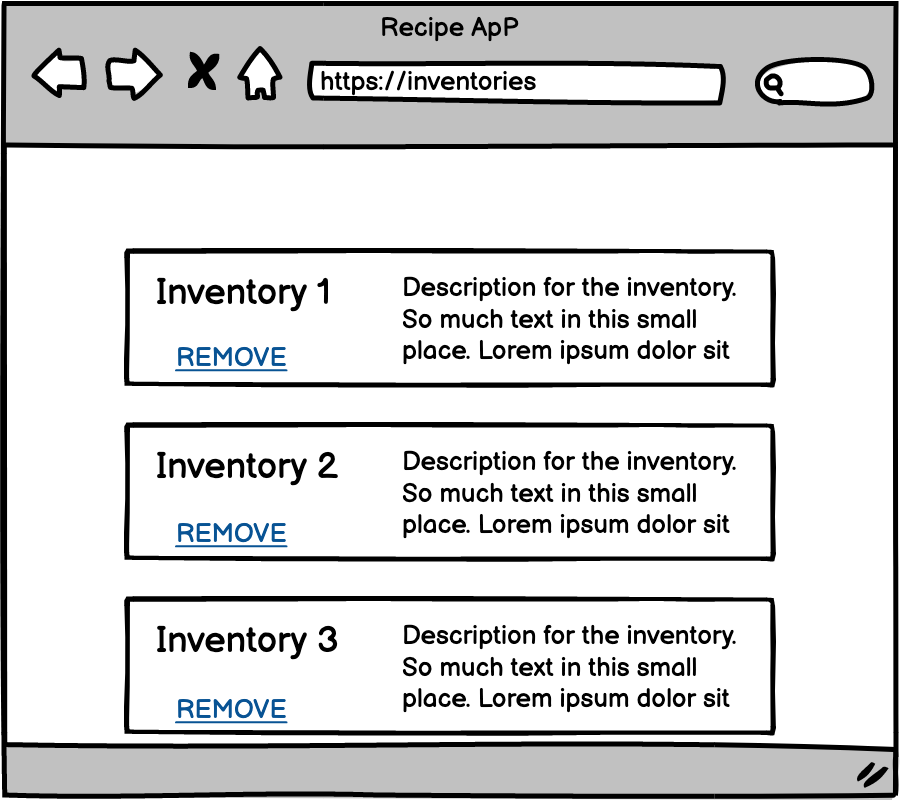 Recipe ApP
https://inventories
Inventory 1
Description for the inventory.
So much text in this small
place. Lorem ipsum dolor sit
REMOVE
Inventory 2
Description for the inventory.
So much text in this small
place. Lorem ipsum dolor sit
REMOVE
Inventory 3
Description for the inventory.
So much text in this small
place. Lorem ipsum dolor sit
REMOVE